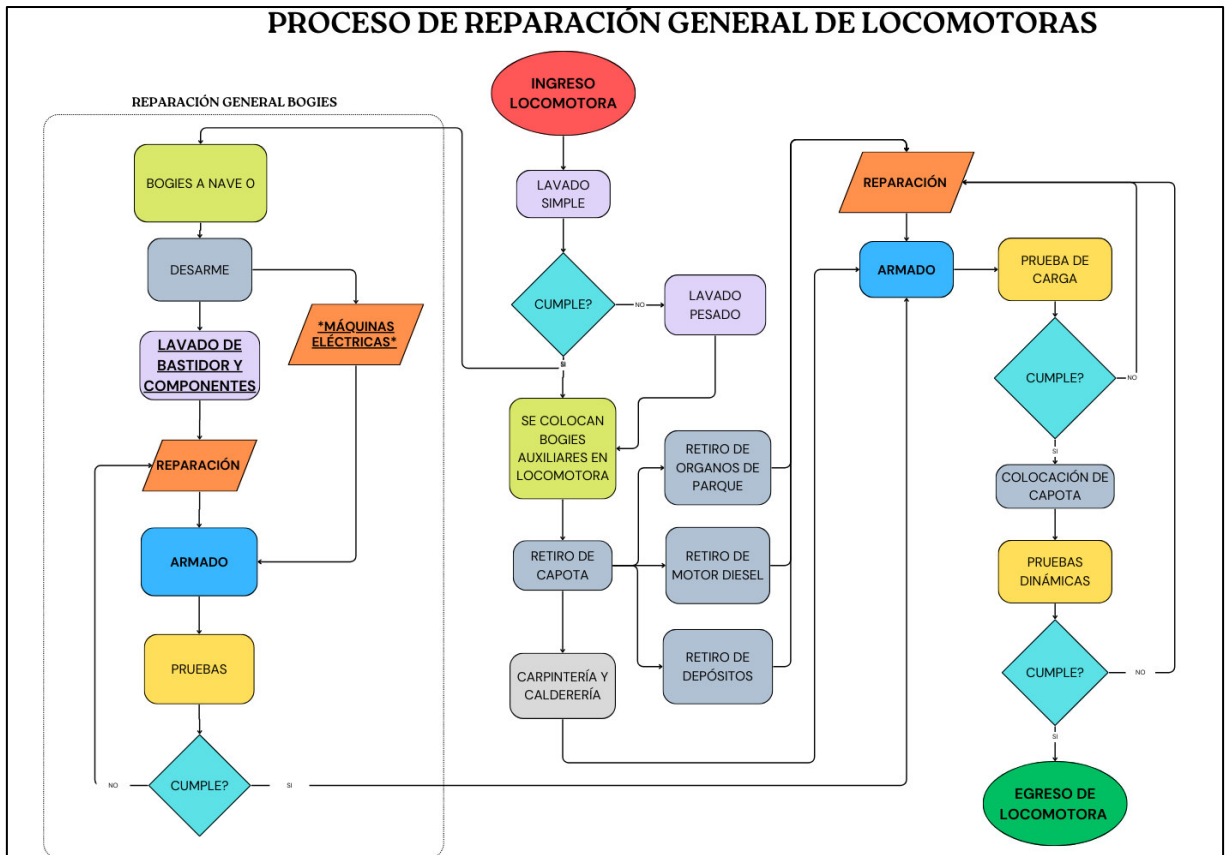 PROCESO DE REPARACIÓN GENERAL DE LOCOMOTORAS
REPARACIÓN GENERAL BOGIES
BOGIES A NAVE 0
DESARME
*MÁQUINAS
ELÉCTRICAS*
LAVADO DE
BASTIDOR Y
COMPONENTES
REPARACIÓN
ARMADO
PRUEBAS
CUMPLE?
NO
SI
INGRESO
LOCOMOTORA
LAVADO
SIMPLE
CUMPLE?
NO
LAVADO
PESADO
SI
SE COLOCAN
BOGIES
AUXILIARES EN
LOCOMOTORA
RETIRO DE
CAPOTA
RETIRO DE
ORGANOS DE
PARQUE
RETIRO DE
MOTOR DIESEL
RETIRO DE
DEPÓSITOS
CARPINTERÍA Y
CALDERERÍA
REPARACIÓN
ARMADO
PRUEBA DE
CARGA
CUMPLE?
NO
SI
COLOCACIÓN DE
CAPOTA
PRUEBAS
DINÁMICAS
CUMPLE?
NO
SI
EGRESO DE
LOCOMOTORA